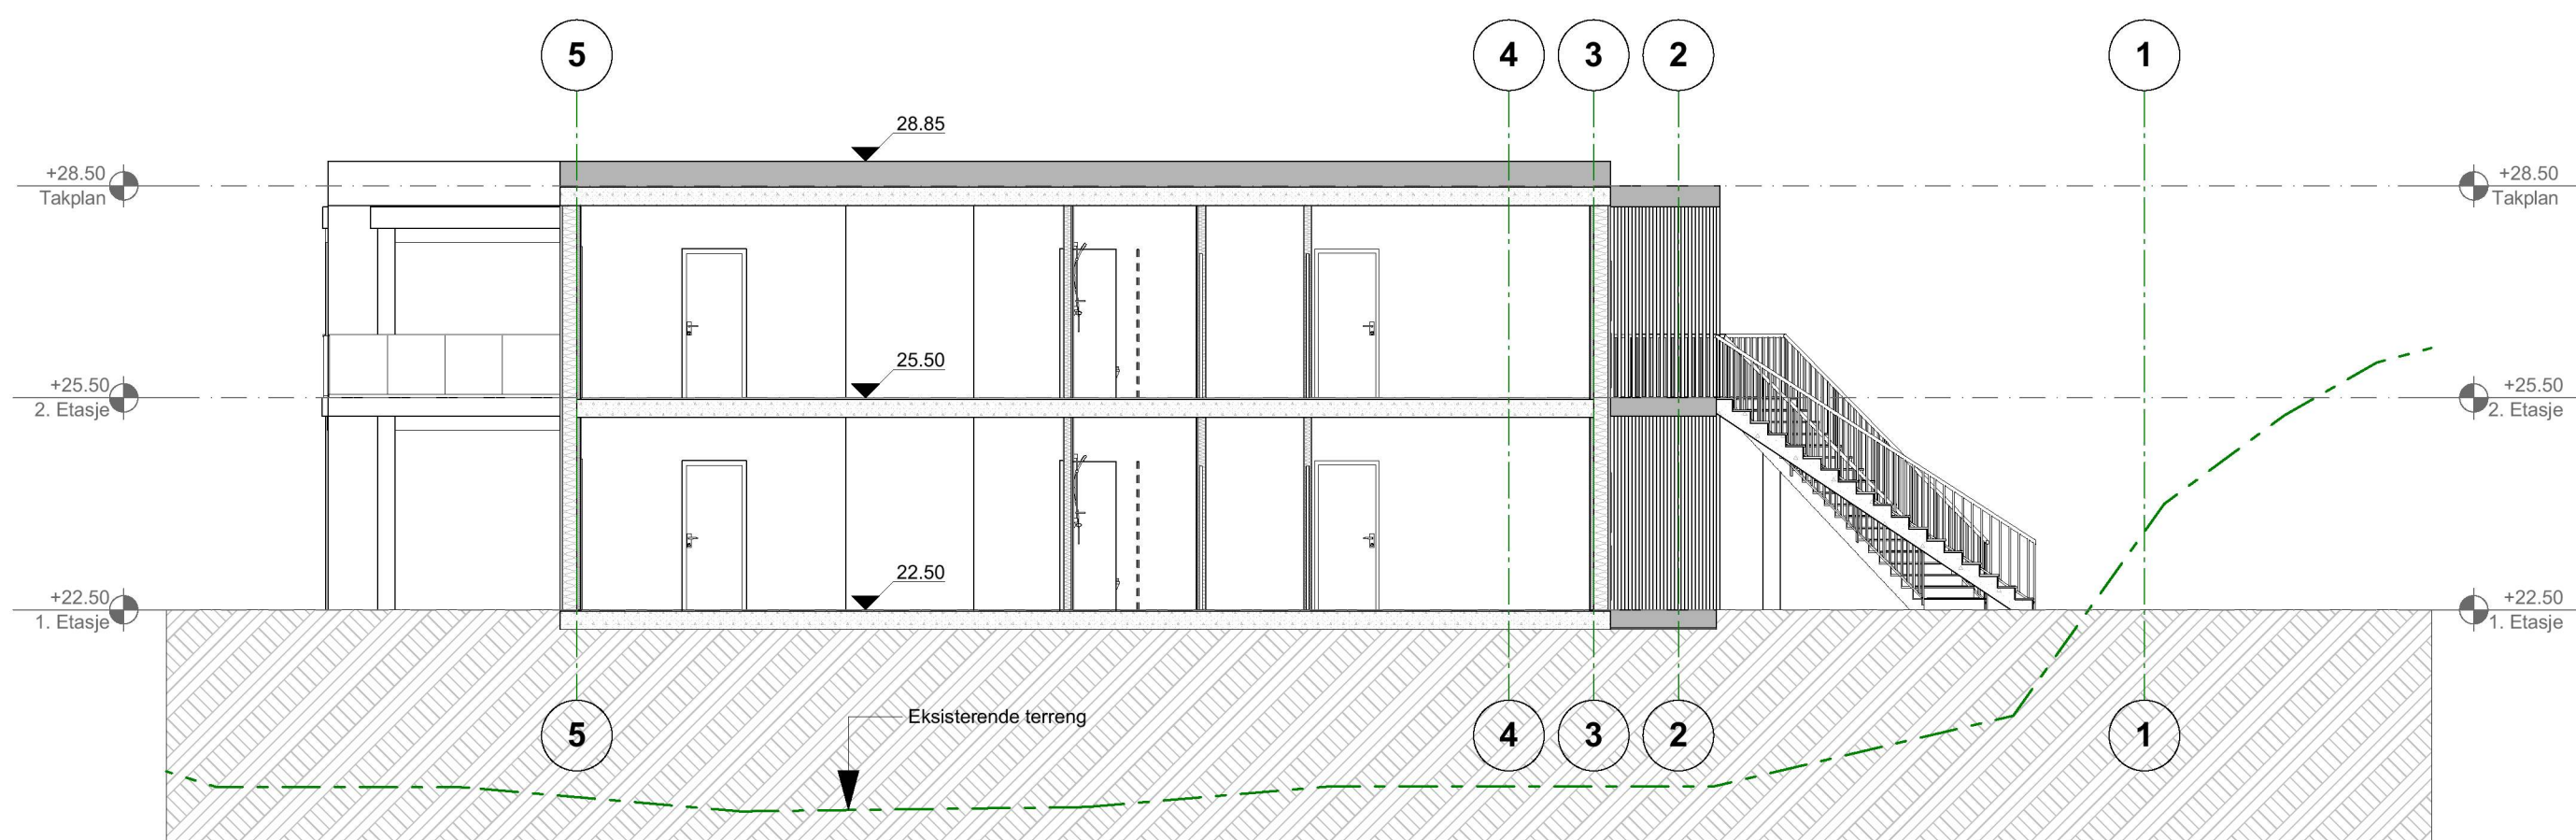 5
4
3
2
1
28.85
+28.50
Takplan
+28.50
Takplan
25.50
+25.50
2. Etasje
+25.50
2. Etasje
22.50
+22.50
1. Etasje
+22.50
1. Etasje
Eksisterende terreng
5
4
3
2
1